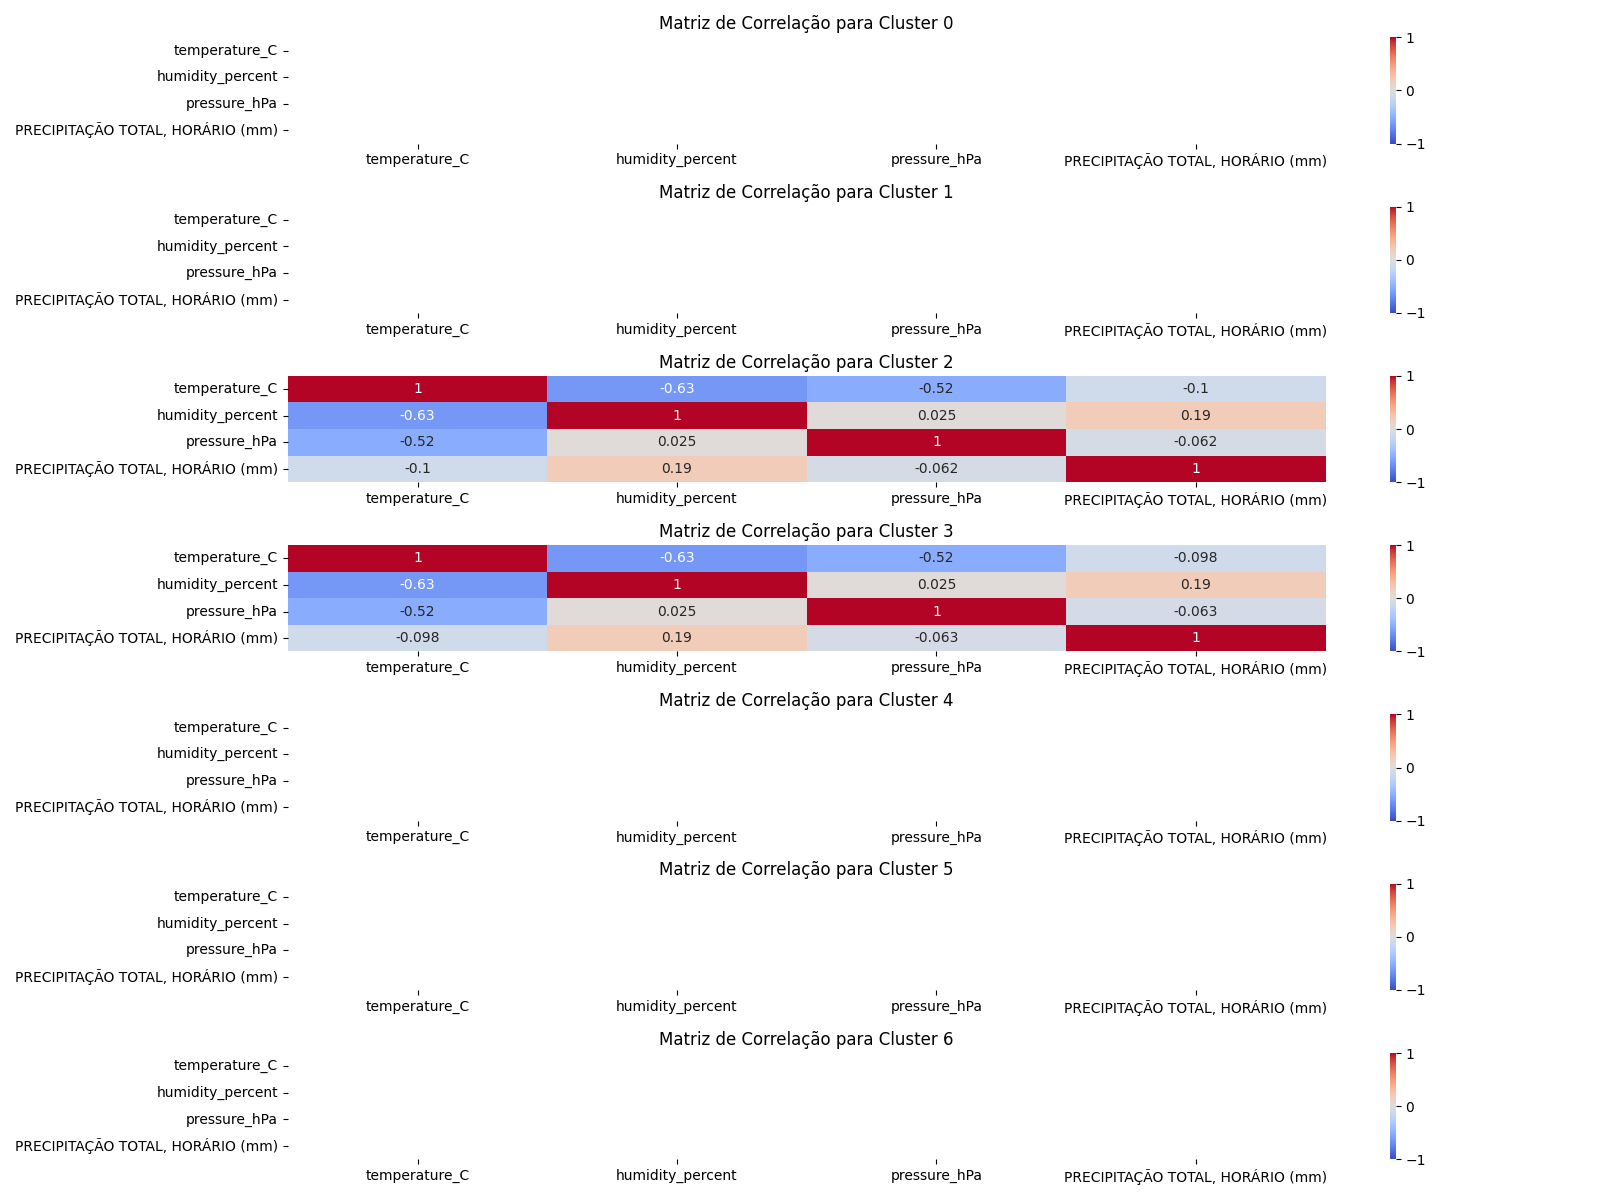 Matriz de Correlação para Cluster 0
temperature_C
humidity_percent
pressure_hPa
PRECIPITAÇÃO TOTAL, HORÁRIO (mm)
temperature_C humidity_percent pressure_hPa PRECIPITAÇÃO TOTAL, HORÁRIO (mm)
1
0
−1
Matriz de Correlação para Cluster 1
temperature_C
humidity_percent
pressure_hPa
PRECIPITAÇÃO TOTAL, HORÁRIO (mm)
temperature_C humidity_percent pressure_hPa PRECIPITAÇÃO TOTAL, HORÁRIO (mm)
1
0
−1
Matriz de Correlação para Cluster 2
temperature_C 1 -0.63 -0.52 -0.1
humidity_percent -0.63 1 0.025 0.19
pressure_hPa -0.52 0.025 1 -0.062
PRECIPITAÇÃO TOTAL, HORÁRIO (mm) -0.1 0.19 -0.062 1
temperature_C humidity_percent pressure_hPa PRECIPITAÇÃO TOTAL, HORÁRIO (mm)
1
0
−1
Matriz de Correlação para Cluster 3
temperature_C 1 -0.63 -0.52 -0.098
humidity_percent -0.63 1 0.025 0.19
pressure_hPa -0.52 0.025 1 -0.063
PRECIPITAÇÃO TOTAL, HORÁRIO (mm) -0.098 0.19 -0.063 1
temperature_C humidity_percent pressure_hPa PRECIPITAÇÃO TOTAL, HORÁRIO (mm)
1
0
−1
Matriz de Correlação para Cluster 4
temperature_C
humidity_percent
pressure_hPa
PRECIPITAÇÃO TOTAL, HORÁRIO (mm)
temperature_C humidity_percent pressure_hPa PRECIPITAÇÃO TOTAL, HORÁRIO (mm)
1
0
−1
Matriz de Correlação para Cluster 5
temperature_C
humidity_percent
pressure_hPa
PRECIPITAÇÃO TOTAL, HORÁRIO (mm)
temperature_C humidity_percent pressure_hPa PRECIPITAÇÃO TOTAL, HORÁRIO (mm)
1
0
−1
Matriz de Correlação para Cluster 6
temperature_C
humidity_percent
pressure_hPa
PRECIPITAÇÃO TOTAL, HORÁRIO (mm)
temperature_C humidity_percent pressure_hPa PRECIPITAÇÃO TOTAL, HORÁRIO (mm)
1
0
−1